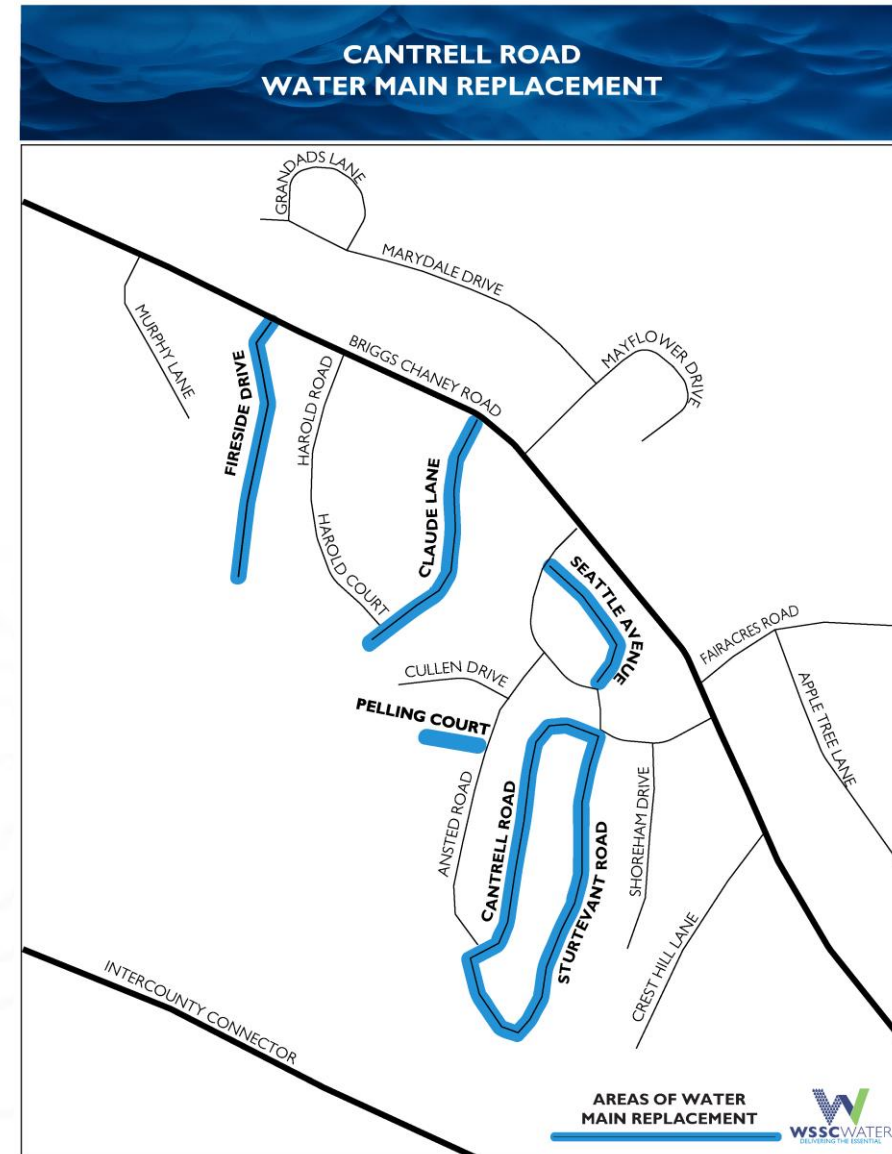 CANTRELL ROAD
WATER MAIN REPLACEMENT
GRANDADS LANE
MARYDALE DRIVE
MURPHY LANE
FIRESIDE DRIVE
HAROLD ROAD
BRIGGS CHANEY ROAD
MAYFLOWER DRIVE
CLAUDE LANE
HAROLD COURT
SEATTLE AVENUE
FAIRACRES ROAD
CULLEN DRIVE
APPLE TREE LANE
PELLING COURT
ANSTED ROAD
CANTRELL ROAD
STURTEVANT ROAD
SHOREHAM DRIVE
CREST HILL LANE
INTERCOUNTY CONNECTOR
AREAS OF WATER
MAIN REPLACEMENT
WSSCWATER
DELIVERING THE ESSENTIAL